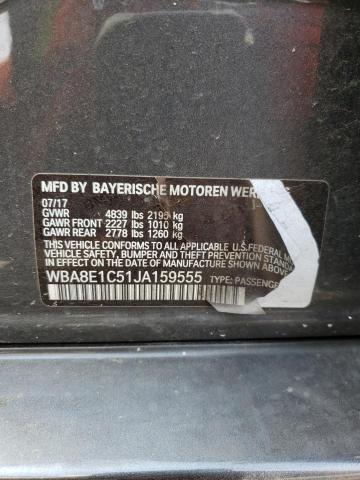 MFD BY BAYERISCHE MOTOREN WER
07/17
GVWR 4839 lbs 2195 kg
GAWR FRONT 2227 lbs 1010 kg
GAWR REAR 2778 lbs 1260 kg
THIS VEHICLE CONFORMS TO ALL APPLICABLE U.S. FEDERAL MOT
VEHICLE SAFETY, BUMPER AND THEFT PREVENTION
IN EFFECT ON THE DATE OF MANUFACTURE SHOWN
WBA8E1C51JA159555 TYPE: PASSENGE